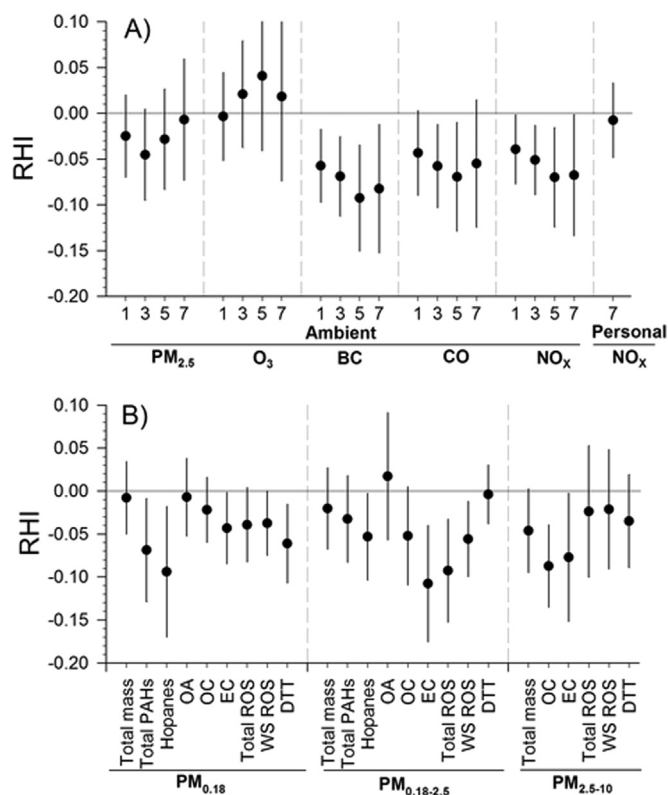 A)
RHI
0.10
0.05
0.00
-0.05
-0.10
-0.15
-0.20
1 3 5 7 1 3 5 7 1 3 5 7 1 3 5 7 1 3 5 7 7
Ambient Personal
PM2.5 O3 BC CO NOX NOX
B)
RHI
0.10
0.05
0.00
-0.05
-0.10
-0.15
-0.20
Total mass
Total PAHs
Hopanes
OA
OC
EC
Total ROS
WS ROS
DTT
Total mass
Total PAHs
Hopanes
OA
OC
EC
Total ROS
WS ROS
DTT
Total mass
OC
EC
Total ROS
WS ROS
DTT
PM0.18 PM0.18-2.5 PM2.5-10